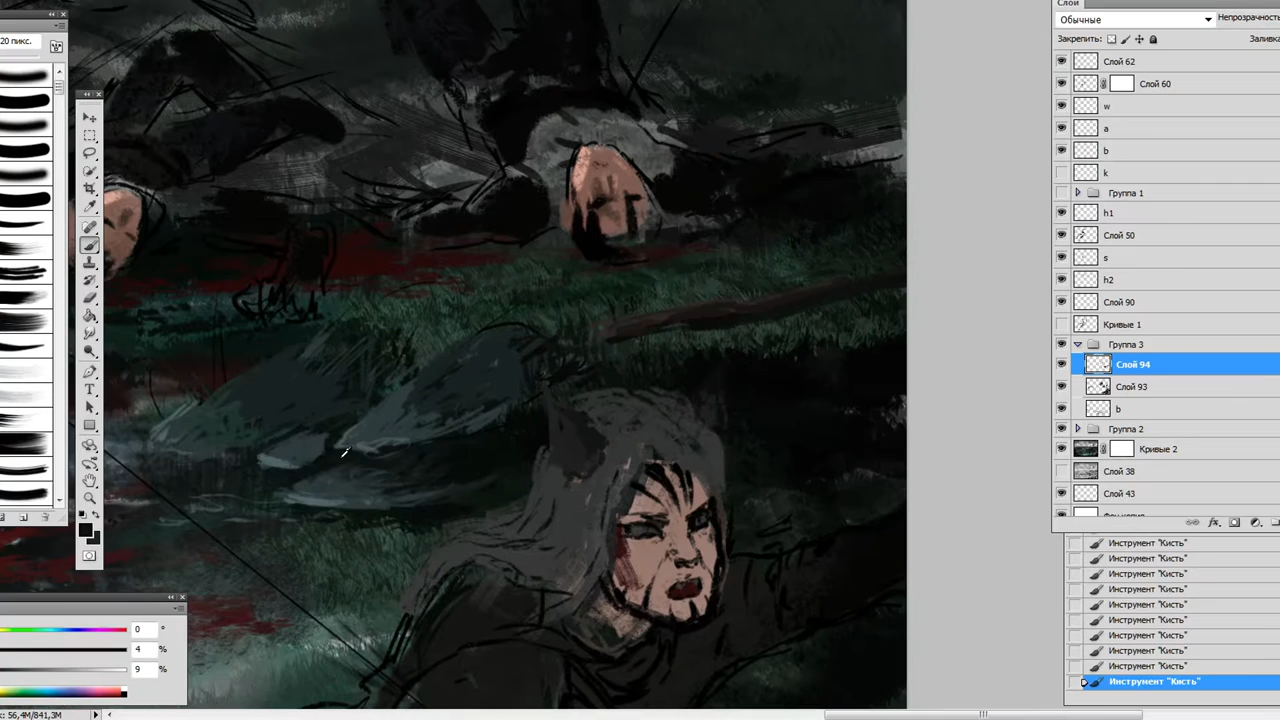 Слои
20 пикс.
Обычные
Непрозрачность
Закрепить:
Заливка
Слой 62
Слой 60
w
a
b
k
Группа 1
h1
Слой 50
s
h2
Слой 90
Кривые 1
Группа 3
Слой 94
Слой 93
b
Группа 2
Кривые 2
Слой 38
Слой 43
Фон копия
Инструмент "Кисть"
Инструмент "Кисть"
Инструмент "Кисть"
Инструмент "Кисть"
Инструмент "Кисть"
Инструмент "Кисть"
Инструмент "Кисть"
Инструмент "Кисть"
Инструмент "Кисть"
Инструмент "Кисть"
0 °
4 %
9 %
к: 56,4M/841,3M